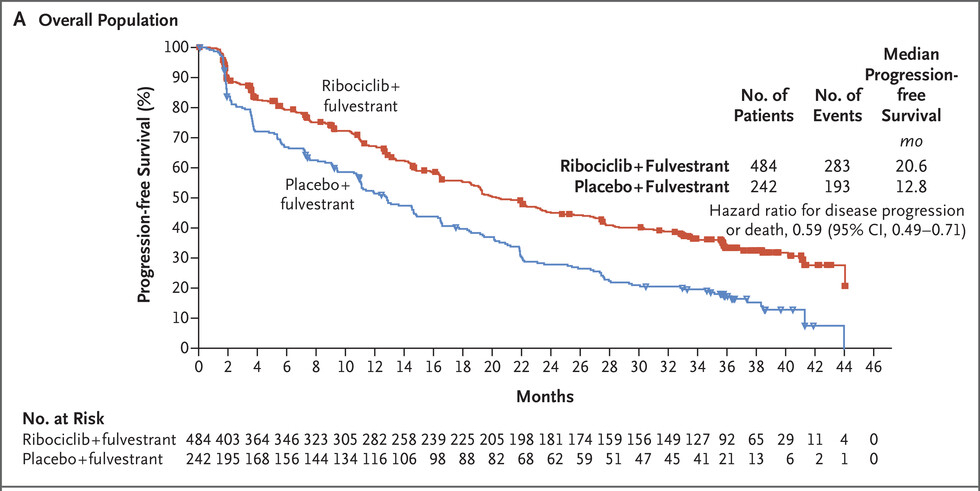 A Overall Population
Progression-free Survival (%)
100
90
80
70
60
50
40
30
20
10
0
Ribociclib+
fulvestrant
Placebo+
fulvestrant
No. of
Patients
No. of
Events
Median
Progression-
free
Survival
mo
Ribociclib+Fulvestrant 484 283 20.6
Placebo+Fulvestrant 242 193 12.8
Hazard ratio for disease progression
or death, 0.59 (95% CI, 0.49–0.71)
0 2 4 6 8 10 12 14 16 18 20 22 24 26 28 30 32 34 36 38 40 42 44 46
Months
No. at Risk
Ribociclib+fulvestrant 484 403 364 346 323 305 282 258 239 225 205 198 181 174 159 156 149 127 92 65 29 11 4 0
Placebo+fulvestrant 242 195 168 156 144 134 116 106 98 88 82 68 62 59 51 47 45 41 21 13 6 2 1 0